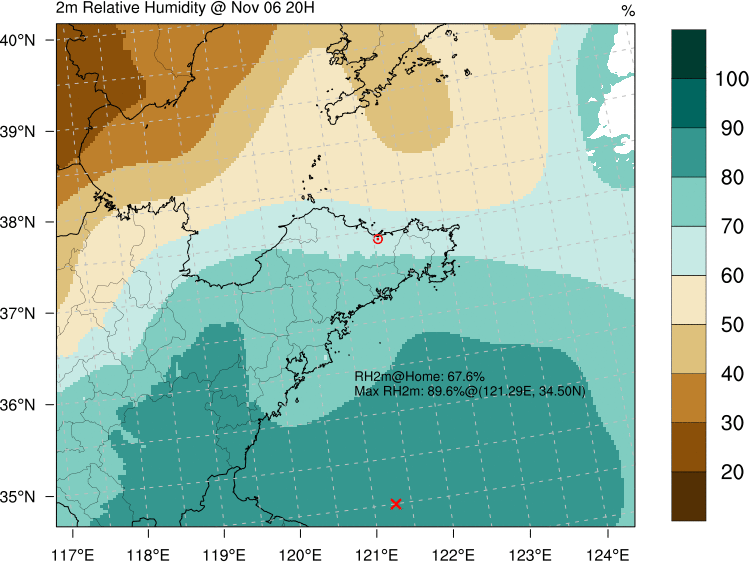 2m Relative Humidity @ Nov 06 20H
%
40°N
39°N
38°N
37°N
36°N
35°N
RH2m@Home: 67.6%
Max RH2m: 89.6%@(121.29E, 34.50N)
117°E 118°E 119°E 120°E 121°E 122°E 123°E 124°E
100
90
80
70
60
50
40
30
20